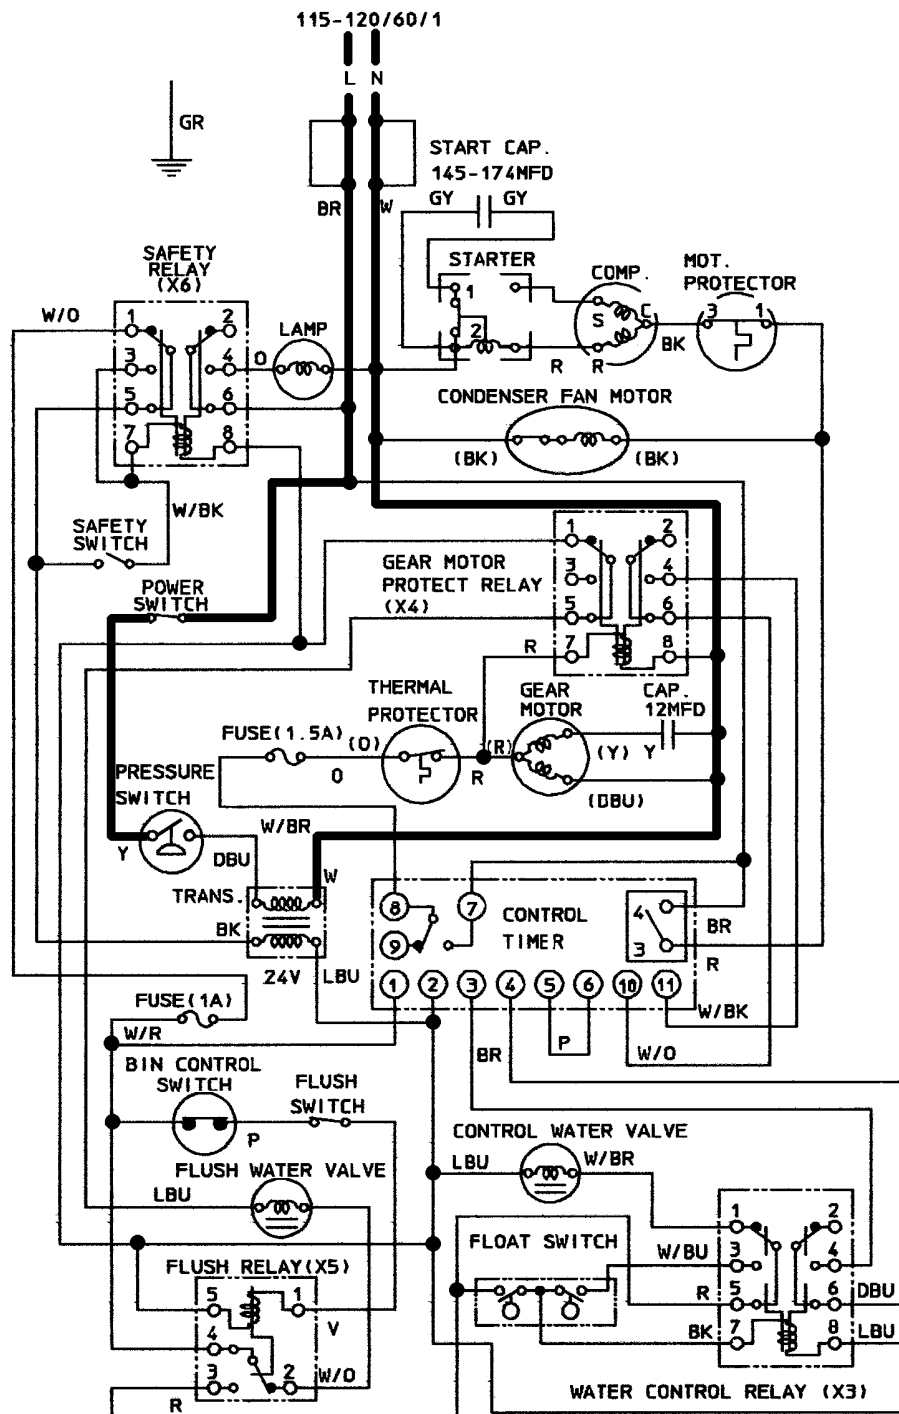 115-120/60/1
L N
GR
START CAP.
145-174MFD
GY GY
BR W
SAFETY
RELAY
(X6)
STARTER
COMP.
MOT.
PROTECTOR
W/O
1 2
LAMP
1
S C
3 1
3 4
O
2
R R
BK
5 6
CONDENSER FAN MOTOR
7 8
(BK) (BK)
W/BK
SAFETY
SWITCH
1 2
GEAR MOTOR
PROTECT RELAY
(X4)
3 4
POWER
SWITCH
5 6
R 7 8
THERMAL
PROTECTOR
GEAR
MOTOR
CAP.
12MFD
FUSE(1.5A)
(O)
O
R
(R)
(Y) Y
(DBU)
PRESSURE
SWITCH
W/BR
Y
DBU
W
TRANS.
BK
24V
LBU
8 7
CONTROL
TIMER
4
BR
9
3
R
1 2 3 4 5 6 10 11
W/BK
FUSE(1A)
W/R
BR
P
W/O
BIN CONTROL
SWITCH
FLUSH
SWITCH
P
CONTROL WATER VALVE
LBU
W/BR
FLUSH WATER VALVE
LBU
1 2
FLOAT SWITCH
W/BU
3 4
FLUSH RELAY(X5)
5 1
V
R
5 6
DBU
4
BK
7 8
LBU
3 2
W/O
R
WATER CONTROL RELAY (X3)